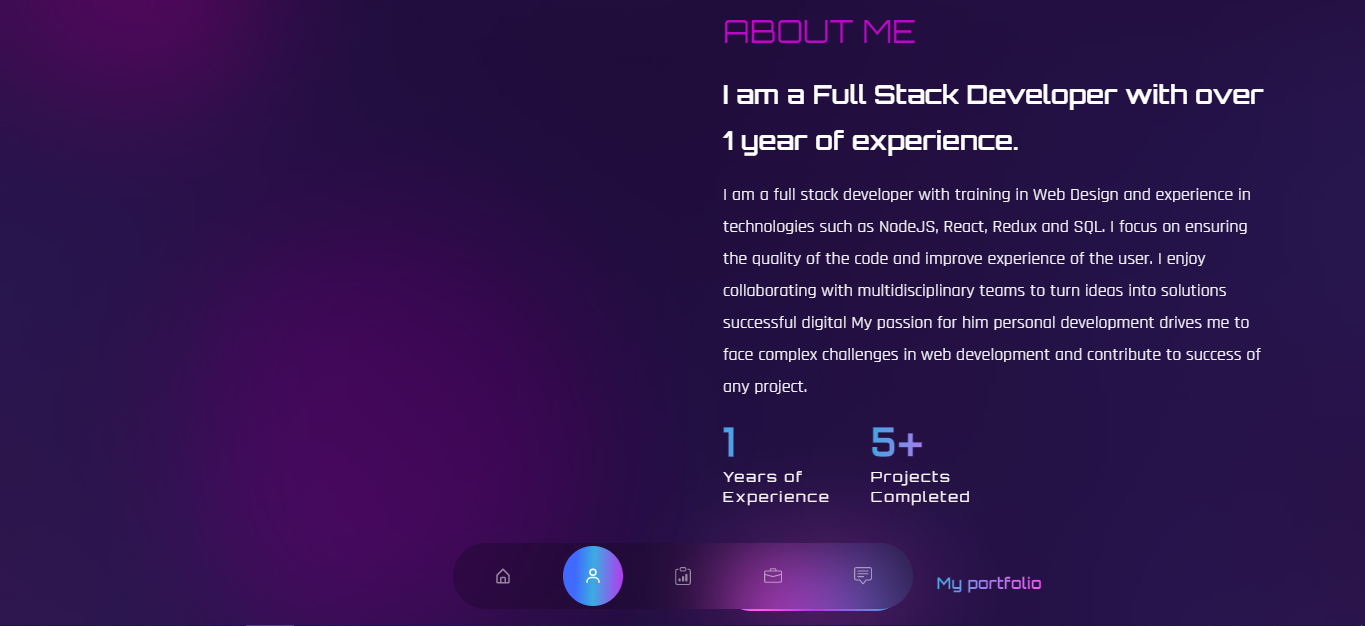 ABOUT ME
I am a Full Stack Developer with over
1 year of experience.
I am a full stack developer with training in Web Design and experience in
technologies such as NodeJS, React, Redux and SQL. I focus on ensuring
the quality of the code and improve experience of the user. I enjoy
collaborating with multidisciplinary teams to turn ideas into solutions
successful digital My passion for him personal development drives me to
face complex challenges in web development and contribute to success of
any project.
1
Years of
Experience
5+
Projects
Completed
My portfolio